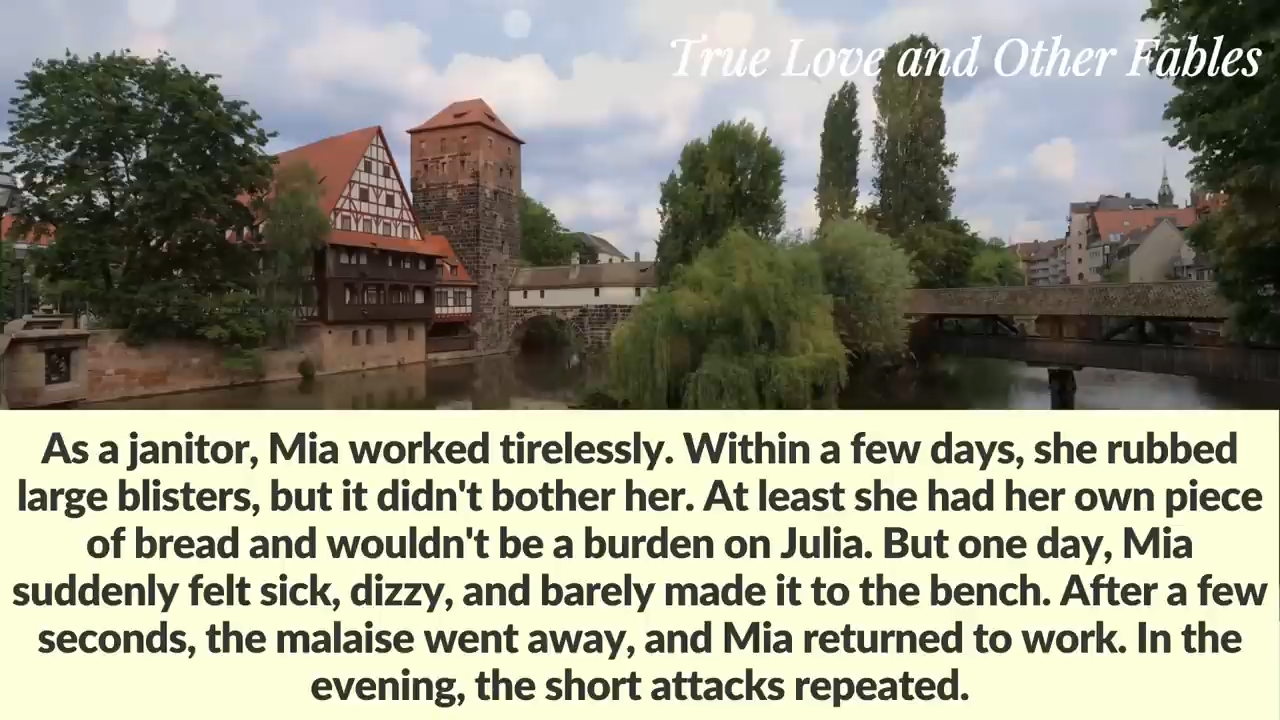 True Love and Other Fables
As a janitor, Mia worked tirelessly. Within a few days, she rubbed
large blisters, but it didn't bother her. At least she had her own piece
of bread and wouldn't be a burden on Julia. But one day, Mia
suddenly felt sick, dizzy, and barely made it to the bench. After a few
seconds, the malaise went away, and Mia returned to work. In the
evening, the short attacks repeated.